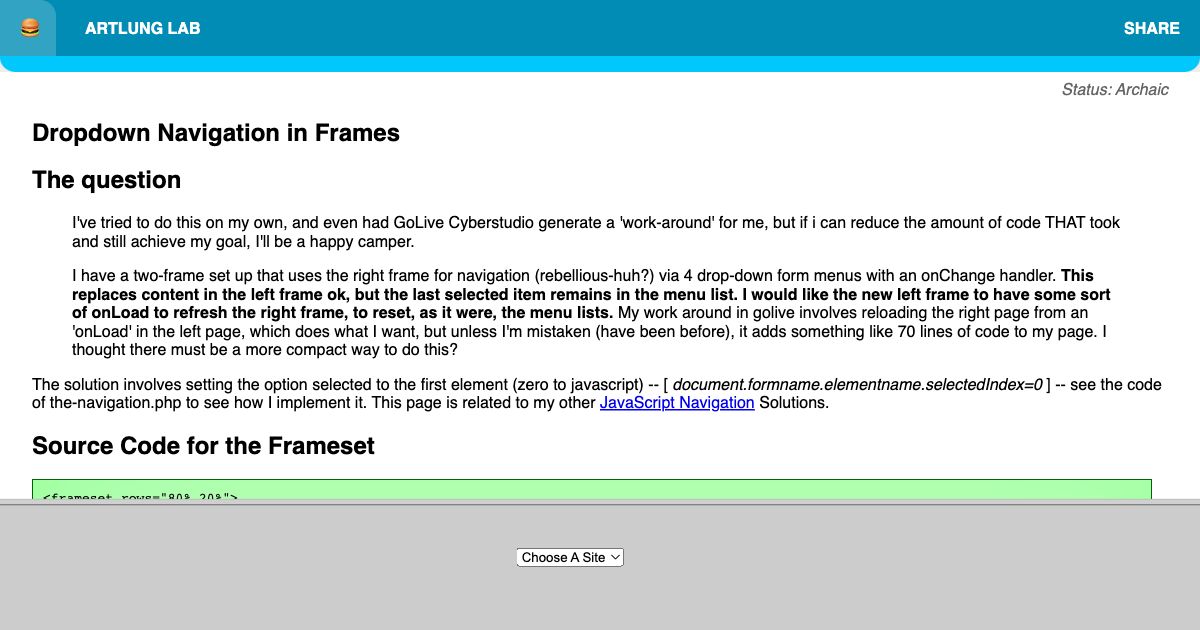 ARTLUNG LAB
SHARE
Status: Archaic
Dropdown Navigation in Frames
The question
I've tried to do this on my own, and even had GoLive Cyberstudio generate a 'work-around' for me, but if i can reduce the amount of code THAT took
and still achieve my goal, I'll be a happy camper.
I have a two-frame set up that uses the right frame for navigation (rebellious-huh?) via 4 drop-down form menus with an onChange handler. This
replaces content in the left frame ok, but the last selected item remains in the menu list. I would like the new left frame to have some sort
of onLoad to refresh the right frame, to reset, as it were, the menu lists. My work around in golive involves reloading the right page from an
'onLoad' in the left page, which does what I want, but unless I'm mistaken (have been before), it adds something like 70 lines of code to my page. I
thought there must be a more compact way to do this?
The solution involves setting the option selected to the first element (zero to javascript) -- [ document.formname.elementname.selectedIndex=0 ] -- see the code
of the-navigation.php to see how I implement it. This page is related to my other JavaScript Navigation Solutions.
Source Code for the Frameset
<frameset rows="80%,20%">
Choose A Site